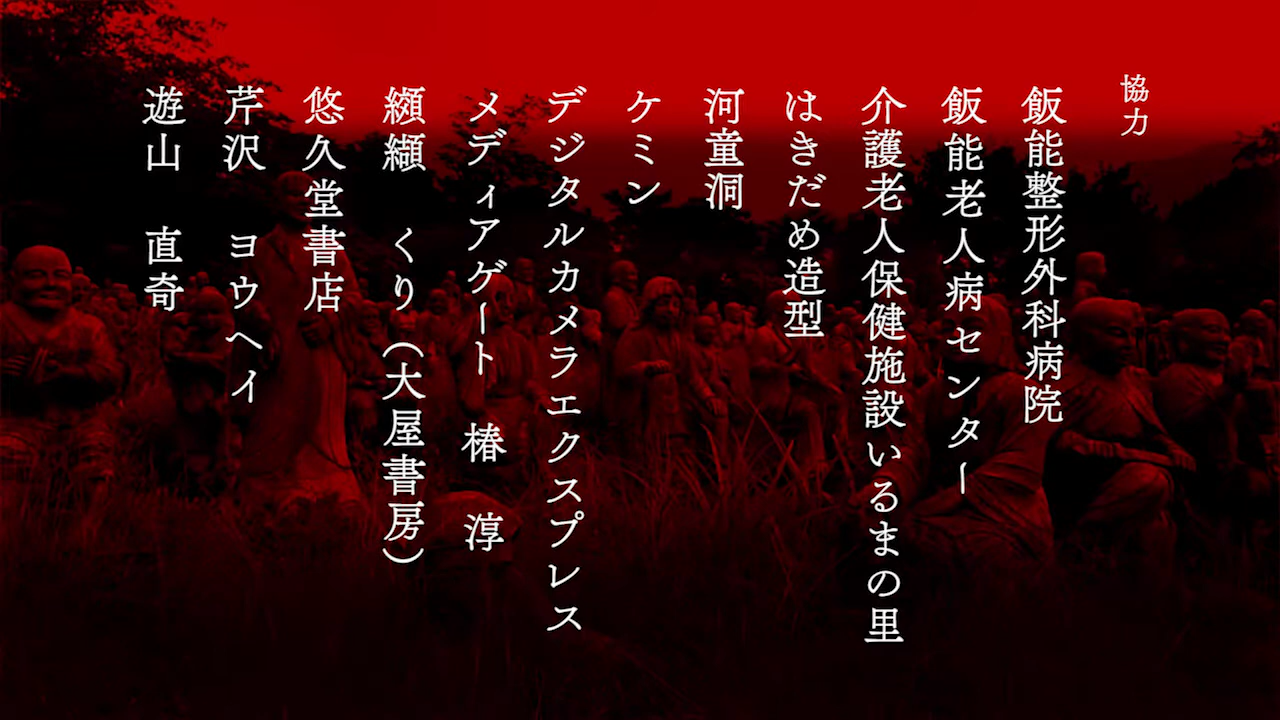 協力
飯能整形外科病院
飯能老人病センター
介護老人保健施設いるまの里
はきだめ造型
河童洞
ケミン
デジタルカメラエクスプレス
メディアゲート　椿　淳
纐纈　くり（大屋書房）
悠久堂書店
芹沢　ヨウヘイ
遊山　直奇